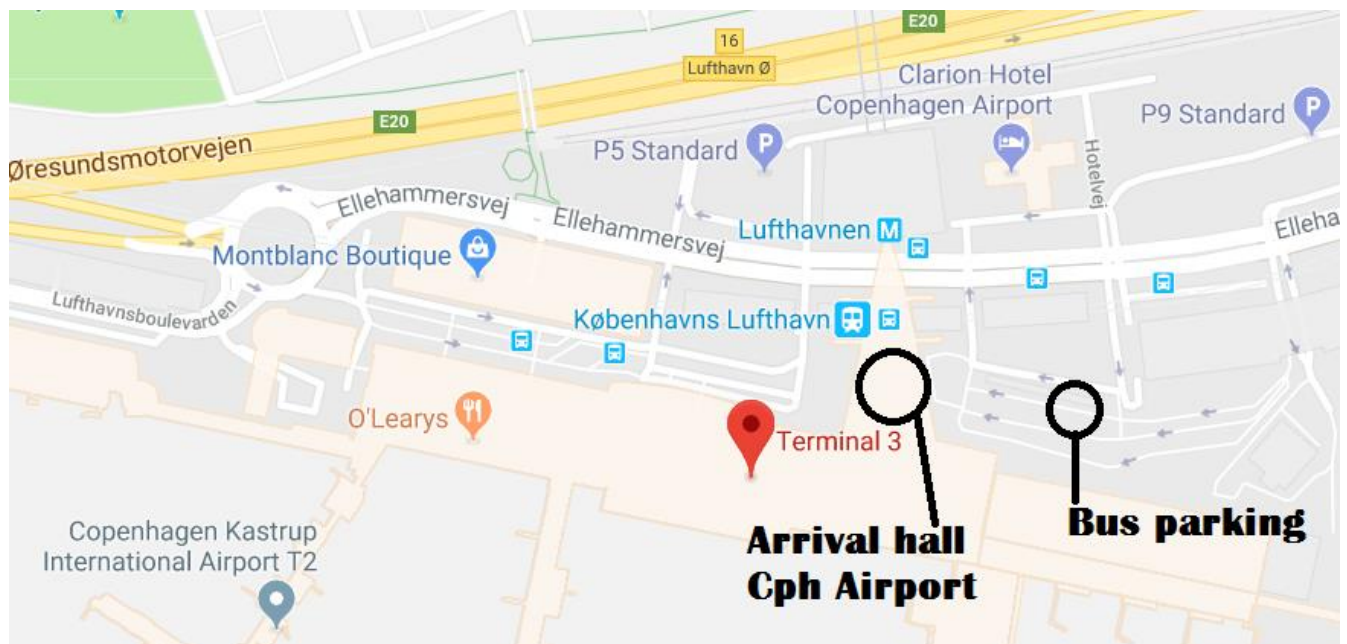 E20
16
Lufthavn Ø
Clarion Hotel
Copenhagen Airport
P9 Standard
P
E20
P5 Standard
P
Hotelvej
Øresundsmotorvejen
Ellehammersvej
Ellehammersvej
Lufthavnen M
Elleha
Montblanc Boutique
Lufthavnsboulevarden
Københavns Lufthavn
O'Learys
Terminal 3
Arrival hall
Cph Airport
Bus parking
Copenhagen Kastrup
International Airport T2